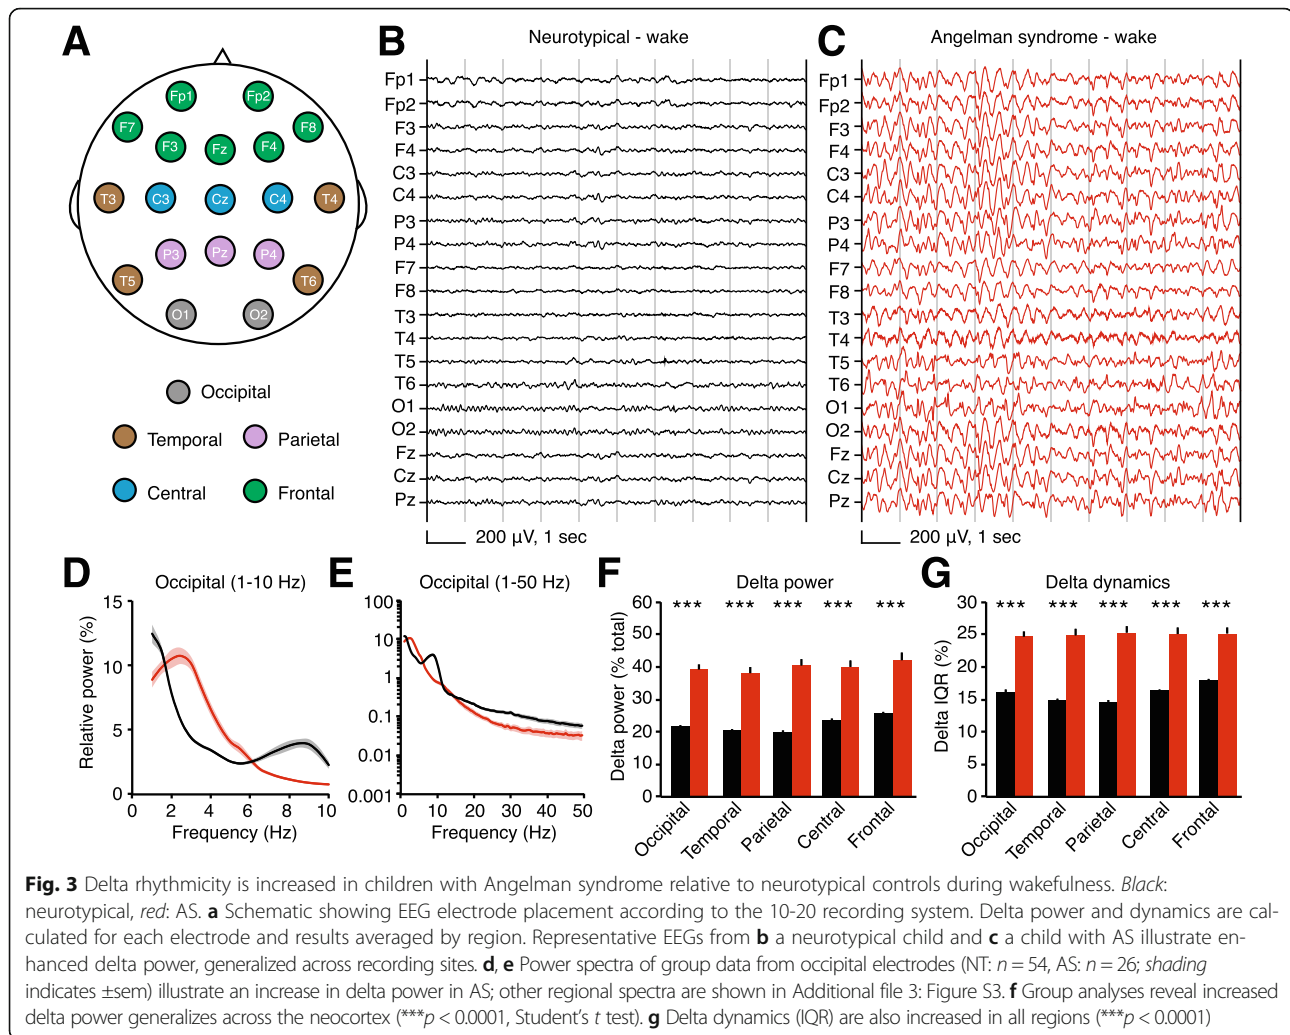 A
Fp1 Fp2
F7 F3 Fz F4 F8
T3 C3 Cz C4 T4
P3 Pz P4
T5 T6
O1 O2
Occipital
Temporal Parietal
Central Frontal
B Neurotypical - wake
Fp1
Fp2
F3
F4
C3
C4
P3
P4
F7
F8
T3
T4
T5
T6
O1
O2
Fz
Cz
Pz
200 µV, 1 sec
C Angelman syndrome - wake
Fp1
Fp2
F3
F4
C3
C4
P3
P4
F7
F8
T3
T4
T5
T6
O1
O2
Fz
Cz
Pz
200 µV, 1 sec
D Occipital (1-10 Hz)
Relative power (%)
15
10
5
0
0 2 4 6 8 10
Frequency (Hz)
E Occipital (1-50 Hz)
100
10
1
0.1
0.01
0.001
0 10 20 30 40 50
Frequency (Hz)
F Delta power
Delta power (% total)
60
50
40
30
20
10
0
*** *** *** *** ***
Occipital Temporal Parietal Central Frontal
G Delta dynamics
Delta IQR (%)
30
25
20
15
10
5
0
*** *** *** *** ***
Occipital Temporal Parietal Central Frontal
Fig. 3 Delta rhythmicity is increased in children with Angelman syndrome relative to neurotypical controls during wakefulness. Black:
neurotypical, red: AS. a Schematic showing EEG electrode placement according to the 10-20 recording system. Delta power and dynamics are cal-
culated for each electrode and results averaged by region. Representative EEGs from b a neurotypical child and c a child with AS illustrate en-
hanced delta power, generalized across recording sites. d, e Power spectra of group data from occipital electrodes (NT: n = 54, AS: n = 26; shading
indicates ±sem) illustrate an increase in delta power in AS; other regional spectra are shown in Additional file 3: Figure S3. f Group analyses reveal increased
delta power generalizes across the neocortex (***p < 0.0001, Student's t test). g Delta dynamics (IQR) are also increased in all regions (***p < 0.0001)